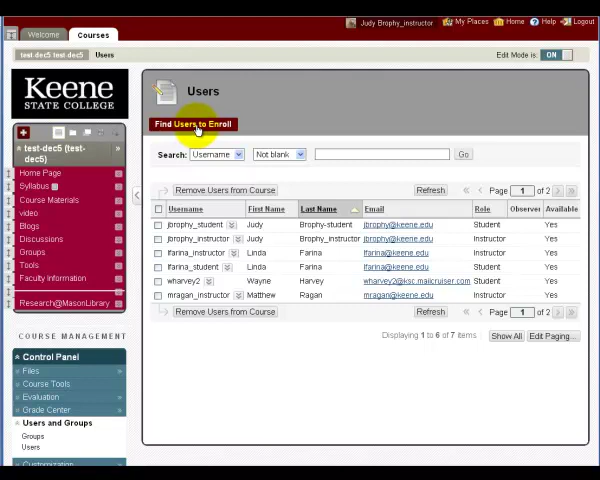 Judy Brophy_instructor My Places Home Help Logout
Welcome Courses
test-dec5 test-dec5 Users Edit Mode is: ON
Keene
STATE COLLEGE
Users
Find Users to Enroll
Search: Username Not blank Go
test-dec5 (test-dec5)
Home Page
Syllabus
Course Materials
video
Blogs
Discussions
Groups
Tools
Faculty Information
Research@MasonLibrary
Remove Users from Course Refresh Page 1 of 2
Username First Name Last Name Email Role Observer Available
jbrophy_student Judy Brophy-student jbrophy@keene.edu Student Yes
jbrophy_instructor Judy Brophy_instructor jbrophy@keene.edu Instructor Yes
lfarina_instructor Linda Farina lfarina@keene.edu Instructor Yes
lfarina_student Linda Farina lfarina@keene.edu Student Yes
wharvey2 Wayne Harvey wharvey2@ksc.mailcruiser.com Student Yes
mragan_instructor Matthew Ragan mragan@keene.edu Instructor Yes
Remove Users from Course Refresh Page 1 of 2
Displaying 1 to 6 of 7 items Show All Edit Paging...
COURSE MANAGEMENT
Control Panel
Files
Course Tools
Evaluation
Grade Center
Users and Groups
Groups
Users
Customization